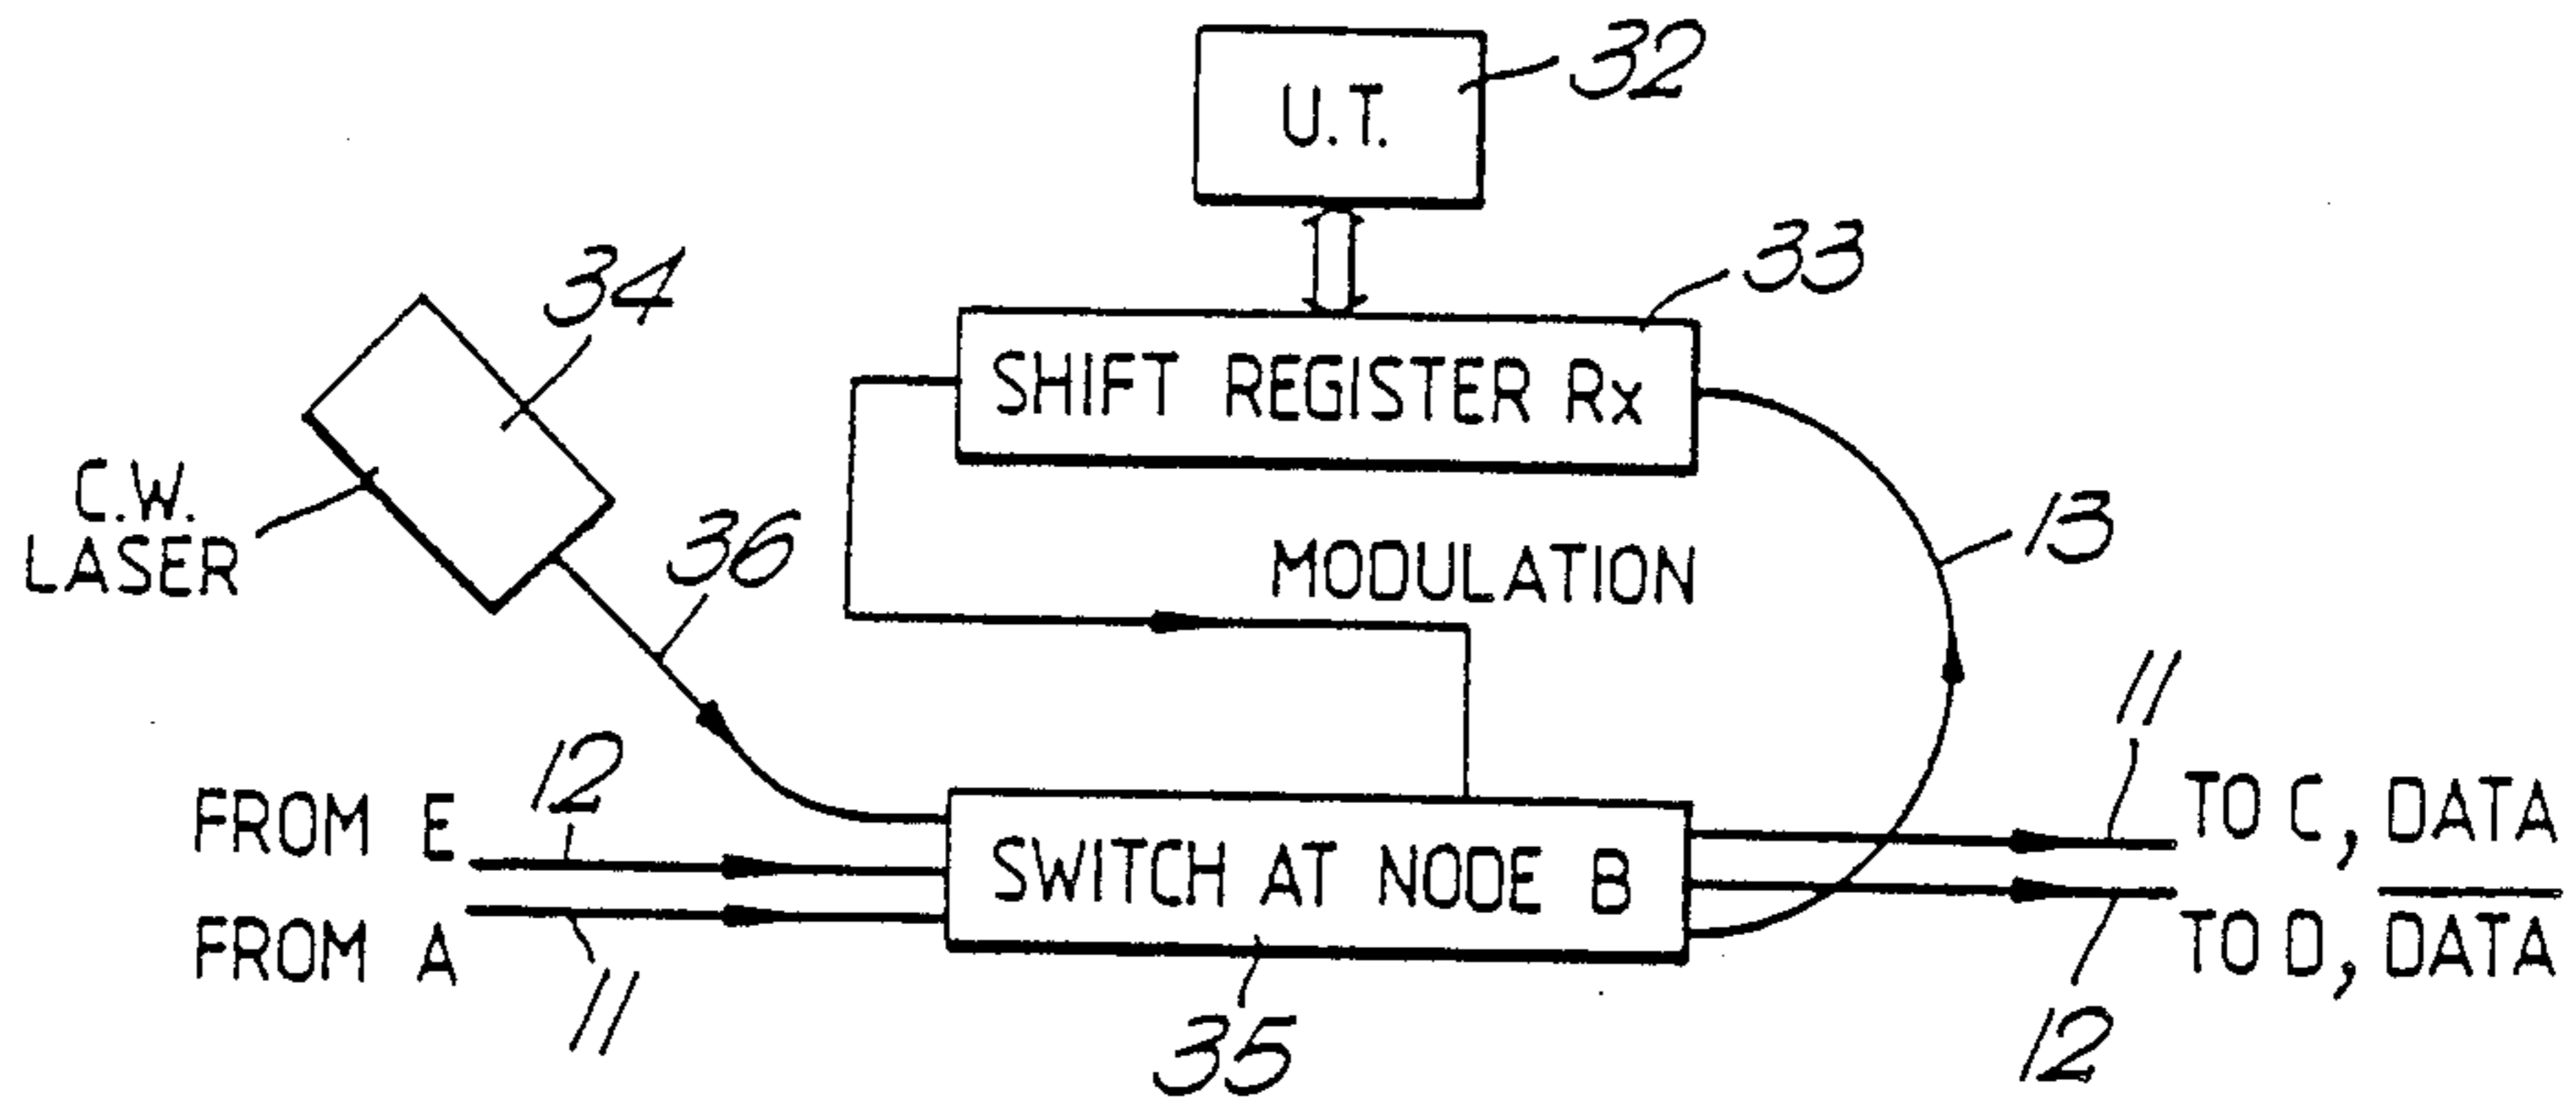 32
U.T.
33
34
SHIFT REGISTER Rx
C.W.
LASER
36
13
MODULATION
11
12
FROM E
TO C, DATA
SWITCH AT NODE B
FROM A
TO D, D̅A̅T̅A̅
11
35
12